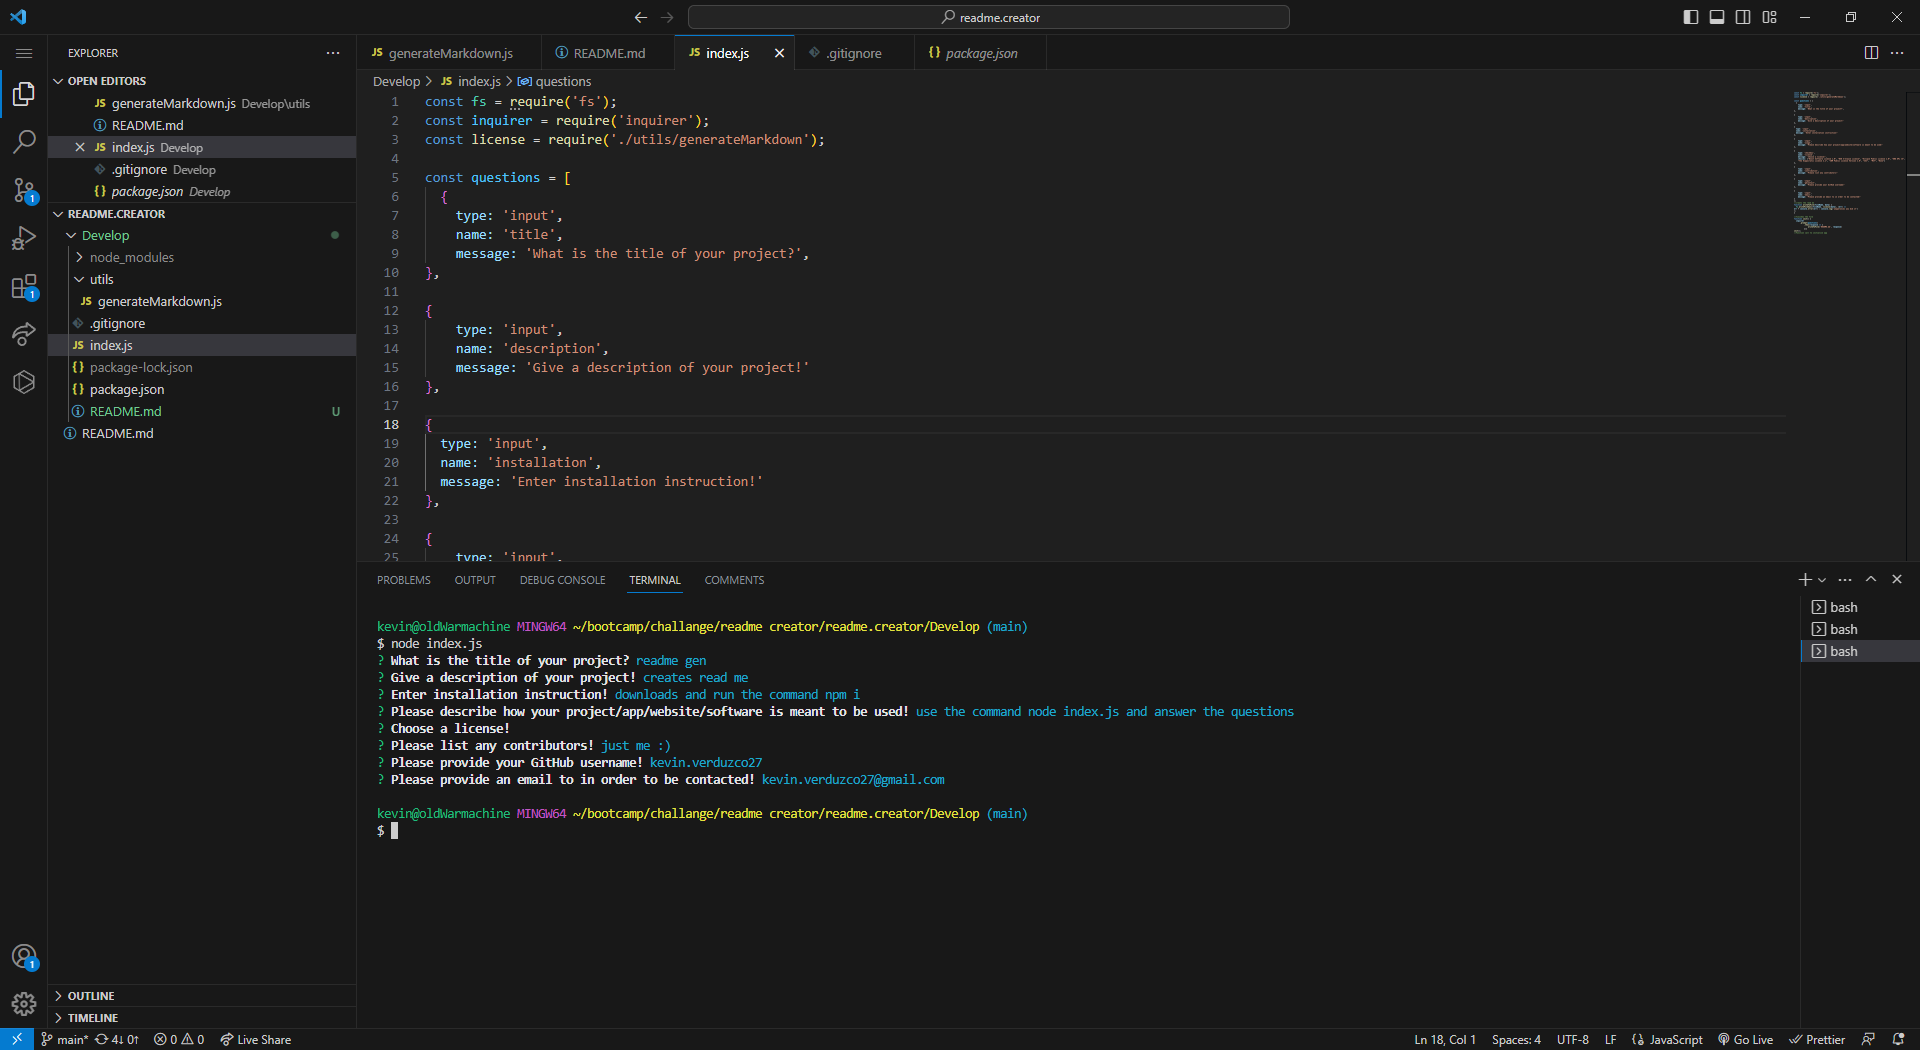 readme.creator
EXPLORER
OPEN EDITORS
JS generateMarkdown.js Develop\utils
README.md
JS index.js Develop
.gitignore Develop
{} package.json Develop
README.CREATOR
Develop
node_modules
utils
JS generateMarkdown.js
.gitignore
JS index.js
{} package-lock.json
{} package.json
README.md U
README.md
OUTLINE
TIMELINE
1
1
1
JS generateMarkdown.js
README.md
JS index.js
.gitignore
{} package.json
Develop > JS index.js > questions
1 const fs = require('fs');
2 const inquirer = require('inquirer');
3 const license = require('./utils/generateMarkdown');
4
5 const questions = [
6 {
7 type: 'input',
8 name: 'title',
9 message: 'What is the title of your project?',
10 },
11
12 {
13 type: 'input',
14 name: 'description',
15 message: 'Give a description of your project!'
16 },
17
18 {
19 type: 'input',
20 name: 'installation',
21 message: 'Enter installation instruction!'
22 },
23
24 {
25 type: 'input',
PROBLEMS OUTPUT DEBUG CONSOLE TERMINAL COMMENTS
bash
bash
bash
kevin@oldWarmachine MINGW64 ~/bootcamp/challange/readme creator/readme.creator/Develop (main)
$ node index.js
? What is the title of your project? readme gen
? Give a description of your project! creates read me
? Enter installation instruction! downloads and run the command npm i
? Please describe how your project/app/website/software is meant to be used! use the command node index.js and answer the questions
? Choose a license!
? Please list any contributors! just me :)
? Please provide your GitHub username! kevin.verduzco27
? Please provide an email to in order to be contacted! kevin.verduzco27@gmail.com
kevin@oldWarmachine MINGW64 ~/bootcamp/challange/readme creator/readme.creator/Develop (main)
$
main* 4↓ 0↑ 0 0 Live Share
Ln 18, Col 1 Spaces: 4 UTF-8 LF {} JavaScript Go Live Prettier